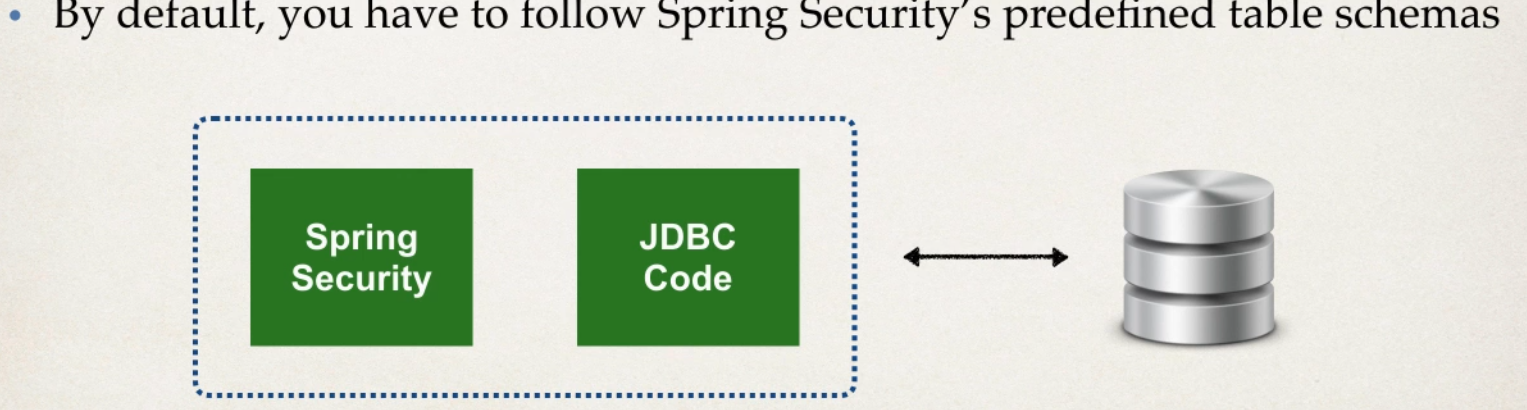 • By default, you have to follow Spring Security’s predefined table schemas
Spring
Security
JDBC
Code